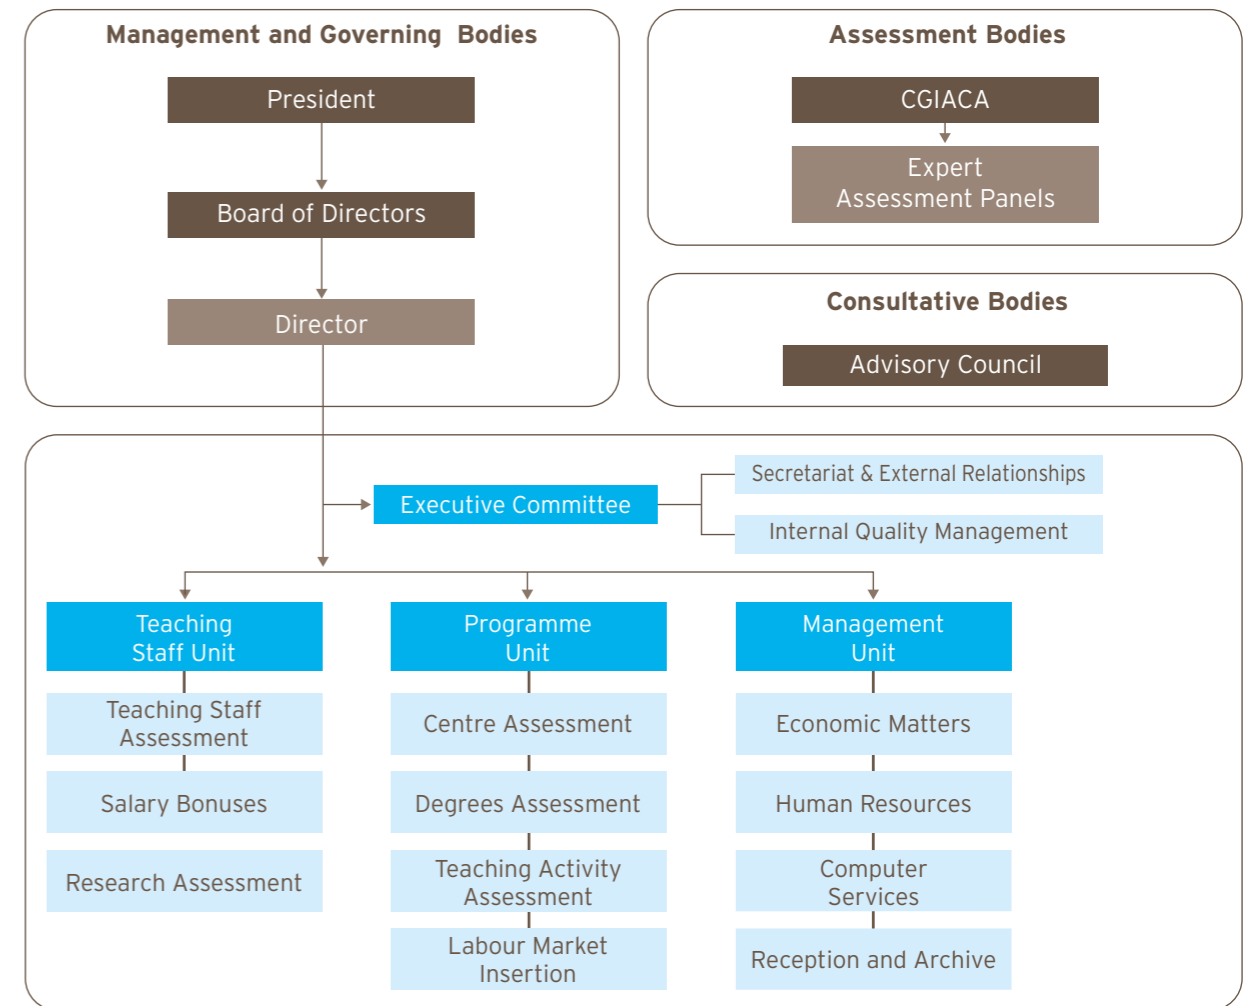 Management and Governing Bodies
President
Board of Directors
Director
Assessment Bodies
CGIACA
Expert
Assessment Panels
Consultative Bodies
Advisory Council
Executive Committee
Secretariat & External Relationships
Internal Quality Management
Teaching
Staff Unit
Teaching Staff
Assessment
Salary Bonuses
Research Assessment
Programme
Unit
Centre Assessment
Degrees Assessment
Teaching Activity
Assessment
Labour Market
Insertion
Management
Unit
Economic Matters
Human Resources
Computer
Services
Reception and Archive